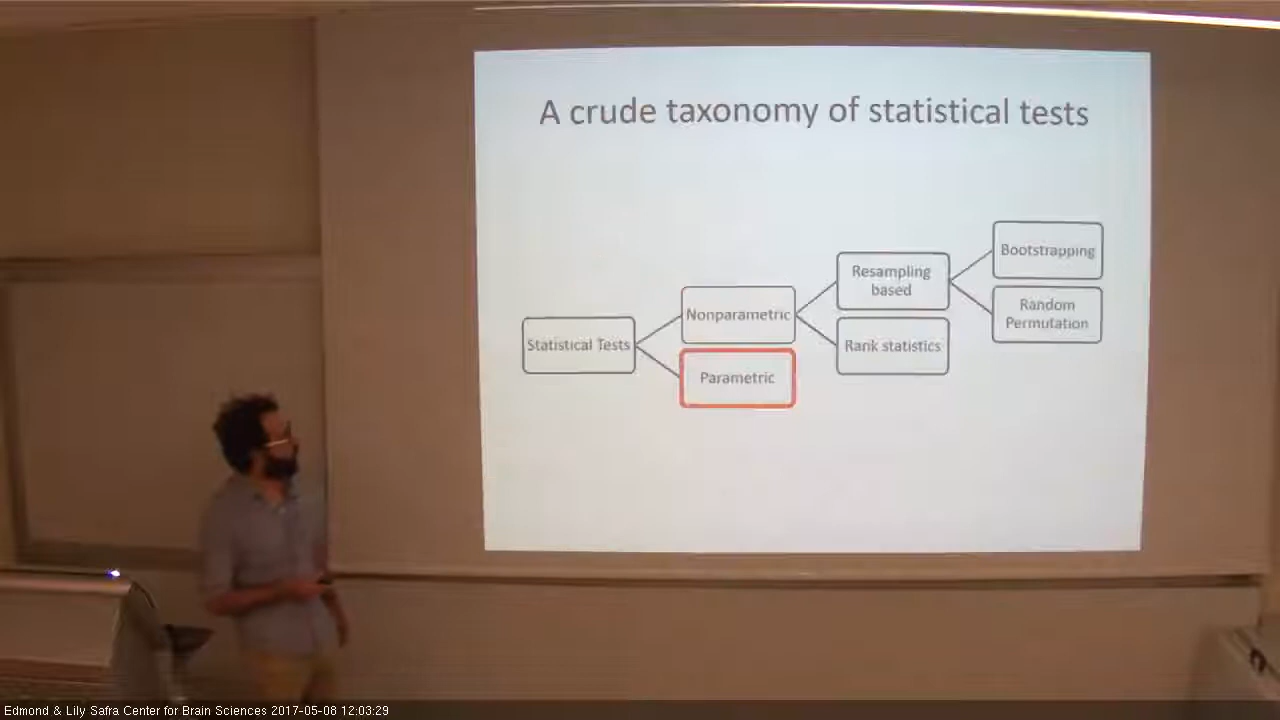 A crude taxonomy of statistical tests
Statistical Tests
Nonparametric
Parametric
Resampling
based
Rank statistics
Bootstrapping
Random
Permutation
Edmond & Lily Safra Center for Brain Sciences 2017-05-08 12:03:29